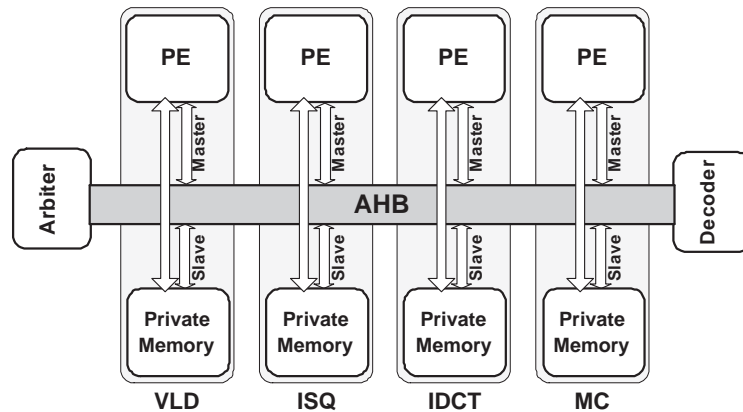 PE PE PE PE
Master Master Master Master
Arbiter
AHB
Decoder
Slave Slave Slave Slave
Private Private Private Private
Memory Memory Memory Memory
VLD ISQ IDCT MC